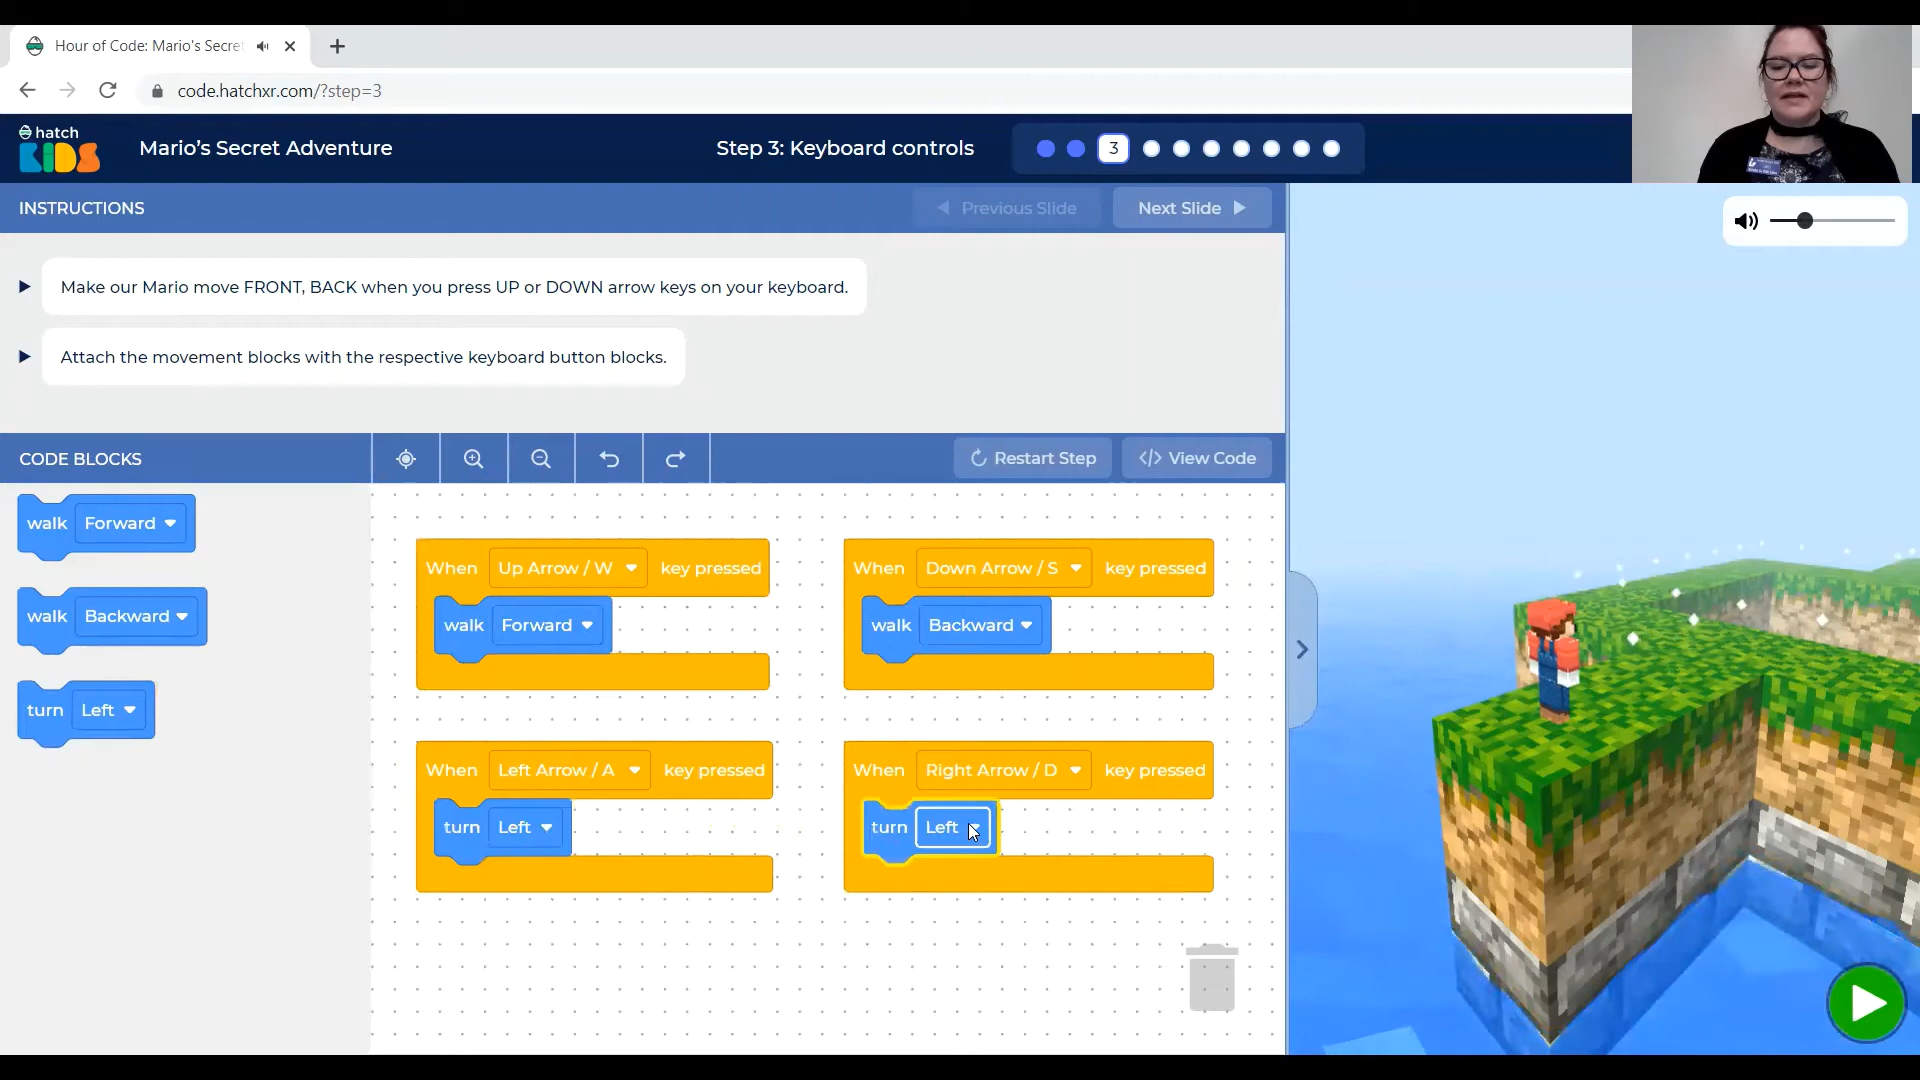 Hour of Code: Mario's Secret
code.hatchxr.com/?step=3
hatch
KIDS
Mario's Secret Adventure
Step 3: Keyboard controls
3
INSTRUCTIONS
Previous Slide
Next Slide
Make our Mario move FRONT, BACK when you press UP or DOWN arrow keys on your keyboard.
Attach the movement blocks with the respective keyboard button blocks.
CODE BLOCKS
Restart Step
</> View Code
walk Forward
walk Backward
turn Left
When Up Arrow / W key pressed
walk Forward
When Down Arrow / S key pressed
walk Backward
When Left Arrow / A key pressed
turn Left
When Right Arrow / D key pressed
turn Left